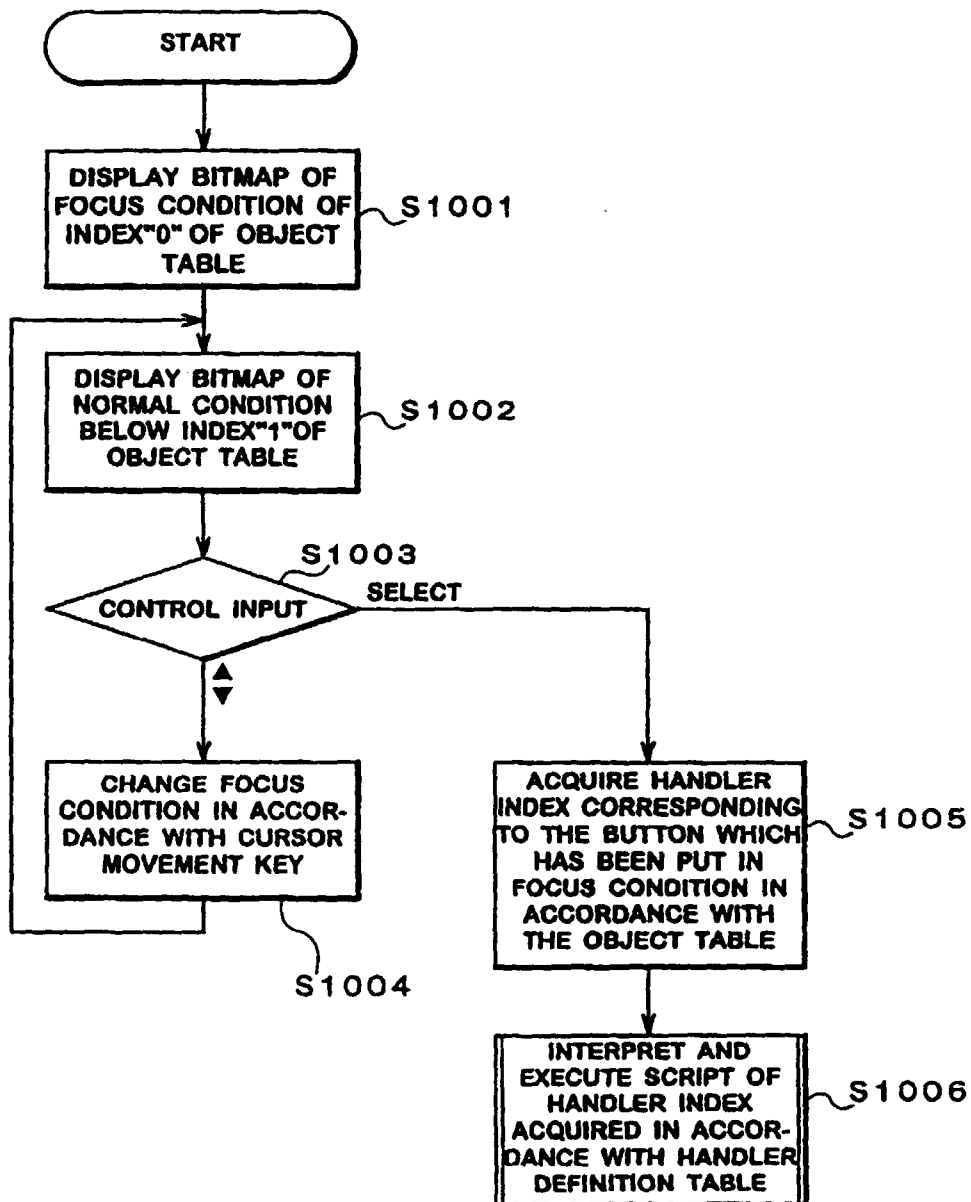 START
DISPLAY BITMAP OF
FOCUS CONDITION OF
INDEX"0" OF OBJECT
TABLE
S1001
DISPLAY BITMAP OF
NORMAL CONDITION
BELOW INDEX"1"OF
OBJECT TABLE
S1002
S1003
CONTROL INPUT
SELECT
CHANGE FOCUS
CONDITION IN ACCOR-
DANCE WITH CURSOR
MOVEMENT KEY
S1004
ACQUIRE HANDLER
INDEX CORRESPONDING
TO THE BUTTON WHICH
HAS BEEN PUT IN
FOCUS CONDITION IN
ACCORDANCE WITH
THE OBJECT TABLE
S1005
INTERPRET AND
EXECUTE SCRIPT OF
HANDLER INDEX
ACQUIRED IN ACCOR-
DANCE WITH HANDLER
DEFINITION TABLE
S1006